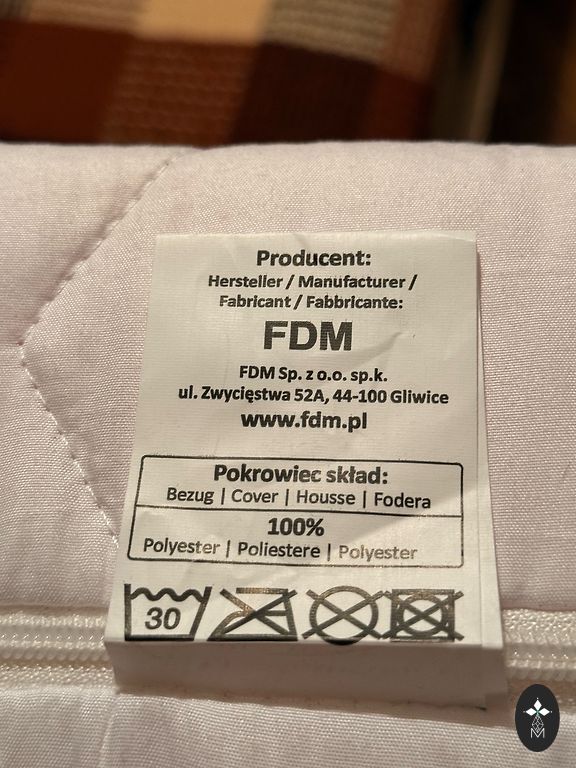 Producent:
Hersteller / Manufacturer /
Fabricant / Fabbricante:
FDM
FDM Sp. z o.o. sp.k.
ul. Zwycięstwa 52A, 44-100 Gliwice
www.fdm.pl
Pokrowiec skład:
Bezug | Cover | Housse | Fodera
100%
Polyester | Poliestere | Polyester
30
M